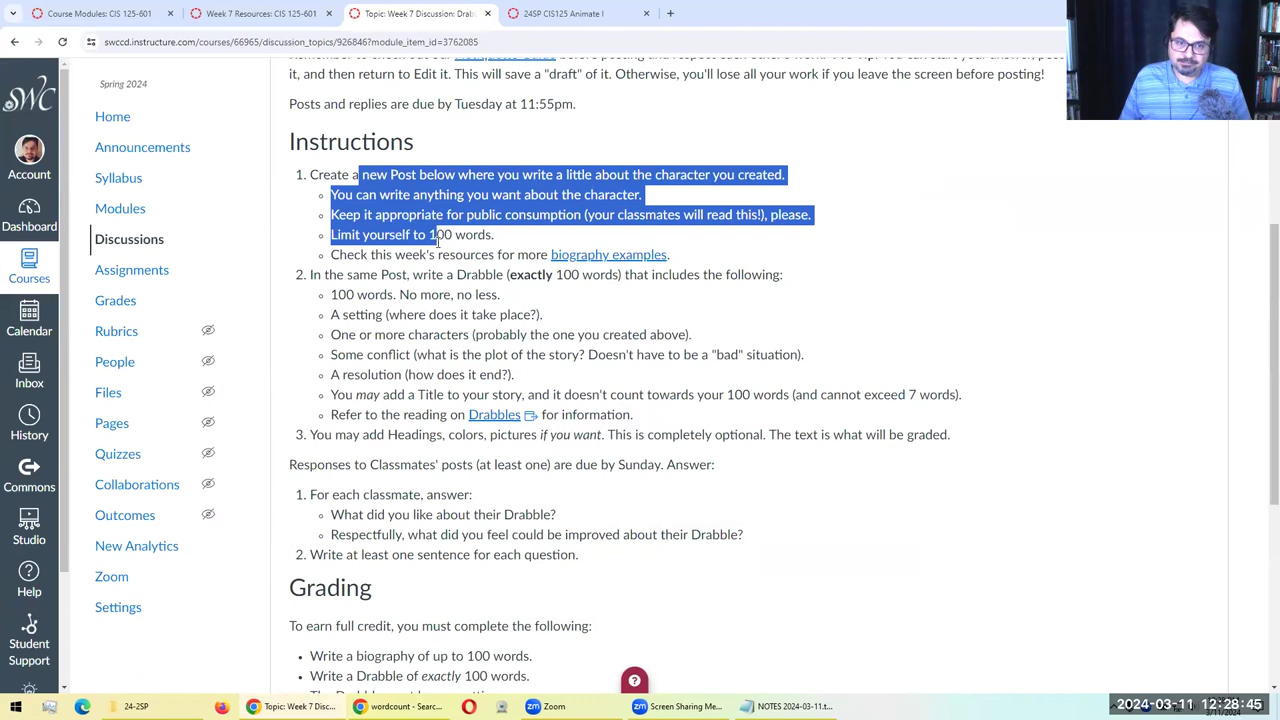 Course Modules: CIS 125-601
Week 7 Resources: CIS 125-601
Topic: Week 7 Discussion: Drab
24SP CIS125 Animate I
swccd.instructure.com/courses/66965/discussion_topics/926846?module_item_id=3762085
SWC
Account
Dashboard
Courses
Calendar
Inbox
History
Commons
Studio
Help
Student
Support
Spring 2024
Home
Announcements
Syllabus
Modules
Discussions
Assignments
Grades
Rubrics
People
Files
Pages
Quizzes
Collaborations
Outcomes
New Analytics
Zoom
Settings
it, and then return to Edit it. This will save a "draft" of it. Otherwise, you'll lose all your work if you leave the screen before posting!
Posts and replies are due by Tuesday at 11:55pm.
Instructions
1. Create a new Post below where you write a little about the character you created.
You can write anything you want about the character.
Keep it appropriate for public consumption (your classmates will read this!), please.
Limit yourself to 100 words.
Check this week's resources for more biography examples.
2. In the same Post, write a Drabble (exactly 100 words) that includes the following:
100 words. No more, no less.
A setting (where does it take place?).
One or more characters (probably the one you created above).
Some conflict (what is the plot of the story? Doesn't have to be a "bad" situation).
A resolution (how does it end?).
You may add a Title to your story, and it doesn't count towards your 100 words (and cannot exceed 7 words).
Refer to the reading on Drabbles for information.
3. You may add Headings, colors, pictures if you want. This is completely optional. The text is what will be graded.
Responses to Classmates' posts (at least one) are due by Sunday. Answer:
1. For each classmate, answer:
What did you like about their Drabble?
Respectfully, what did you feel could be improved about their Drabble?
2. Write at least one sentence for each question.
Grading
To earn full credit, you must complete the following:
Write a biography of up to 100 words.
Write a Drabble of exactly 100 words.
24-2SP
Topic: Week 7 Disc...
wordcount - Searc...
Zoom
Screen Sharing Me...
NOTES 2024-03-11.t...
2024-03-11 12:28:45